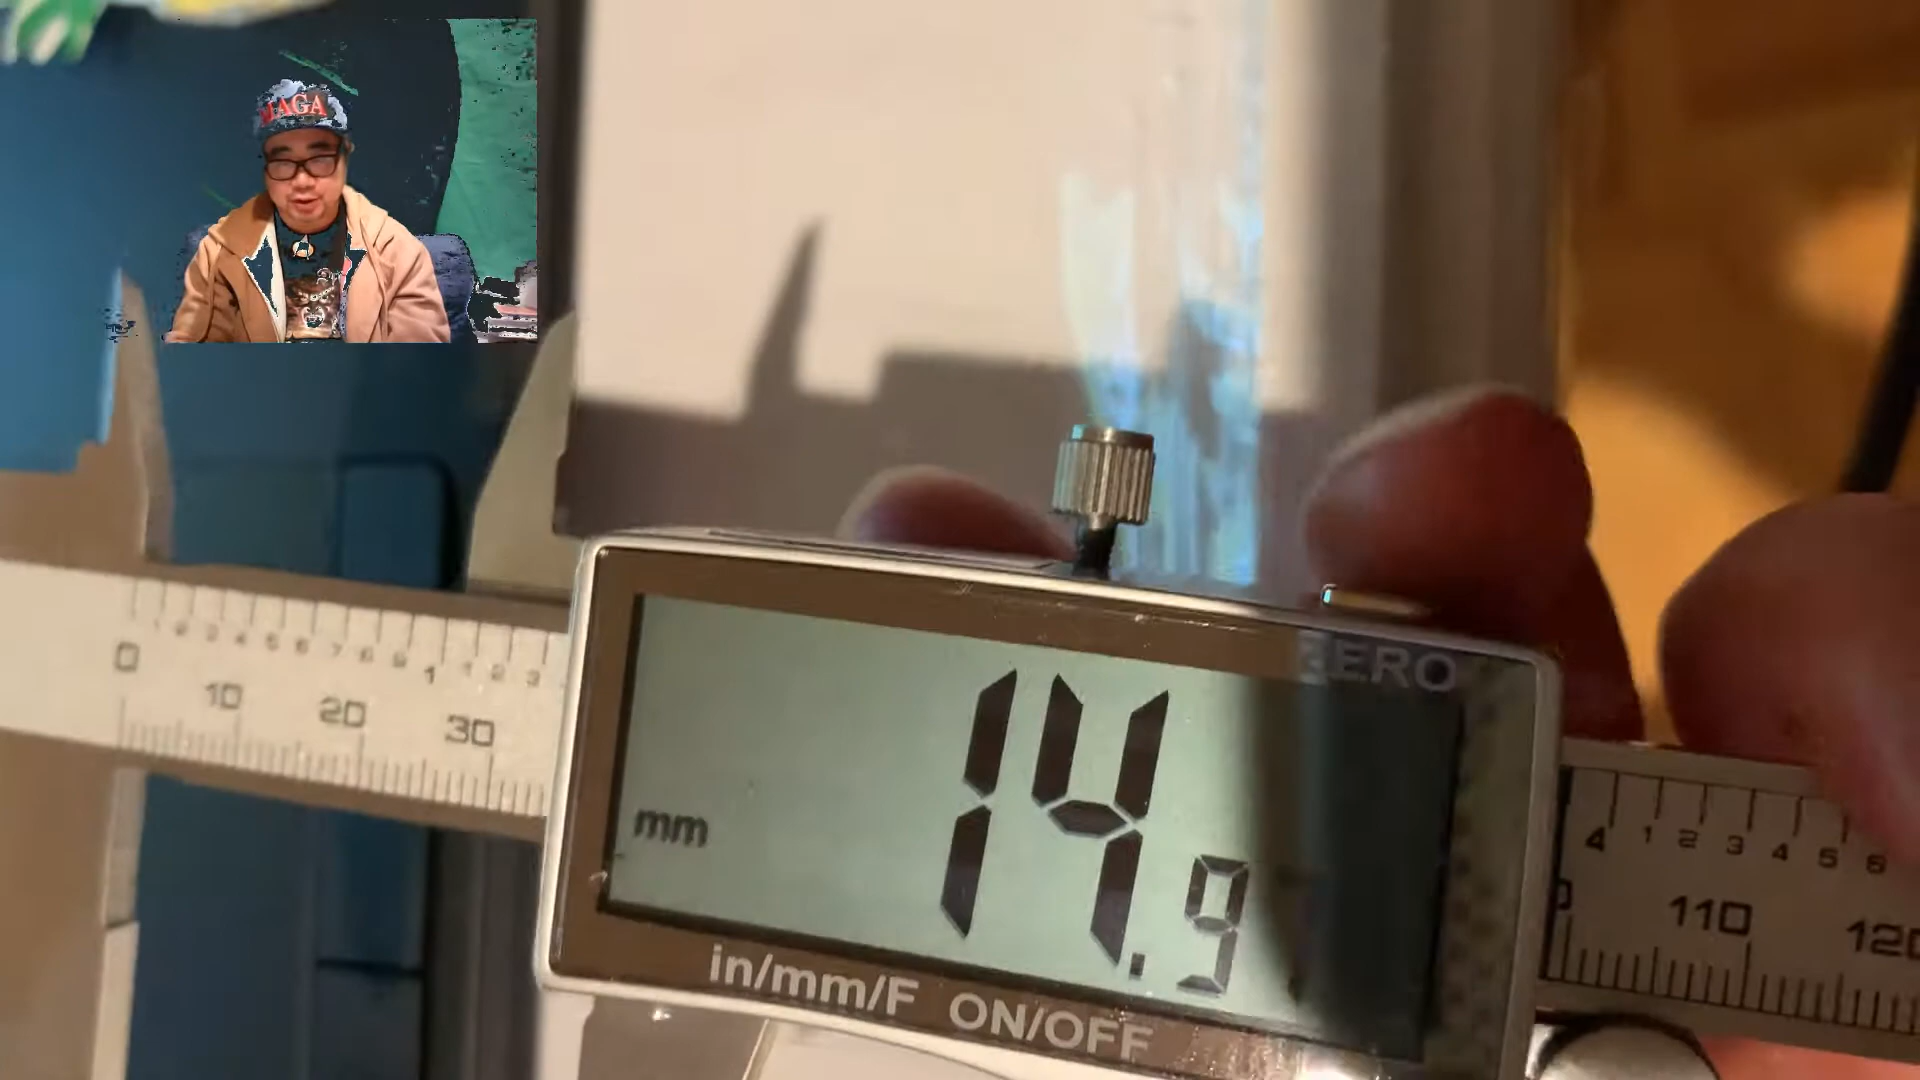 MAGA
ZERO
0 1 2 3 4 5 6 7 8 9 1 1 2 3
10 20 30
mm
14.9
in/mm/F ON/OFF
4 1 2 3 4 5 6
110 120